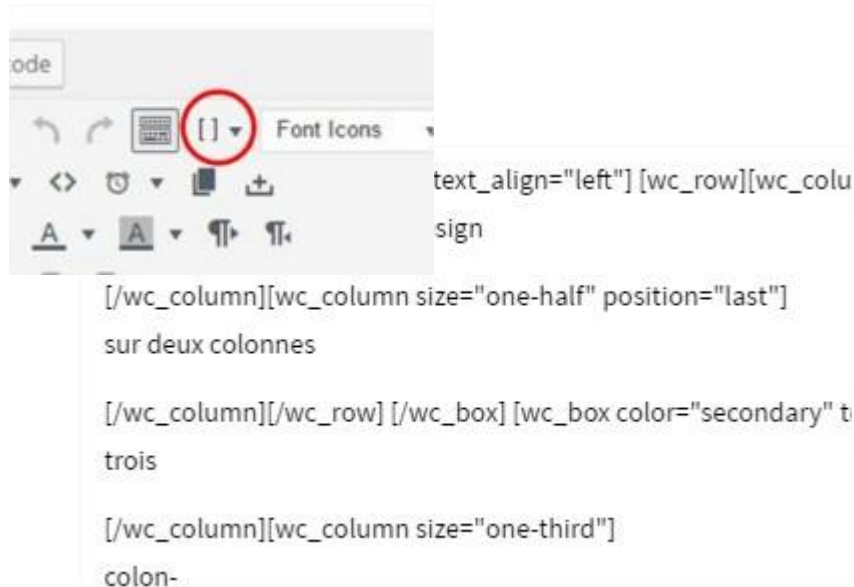 ode
[ ] Font Icons
text_align="left"] [wc_row][wc_colu
sign
[/wc_column][wc_column size="one-half" position="last"]
sur deux colonnes
[/wc_column][/wc_row] [/wc_box] [wc_box color="secondary" t
trois
[/wc_column][wc_column size="one-third"]
colon-